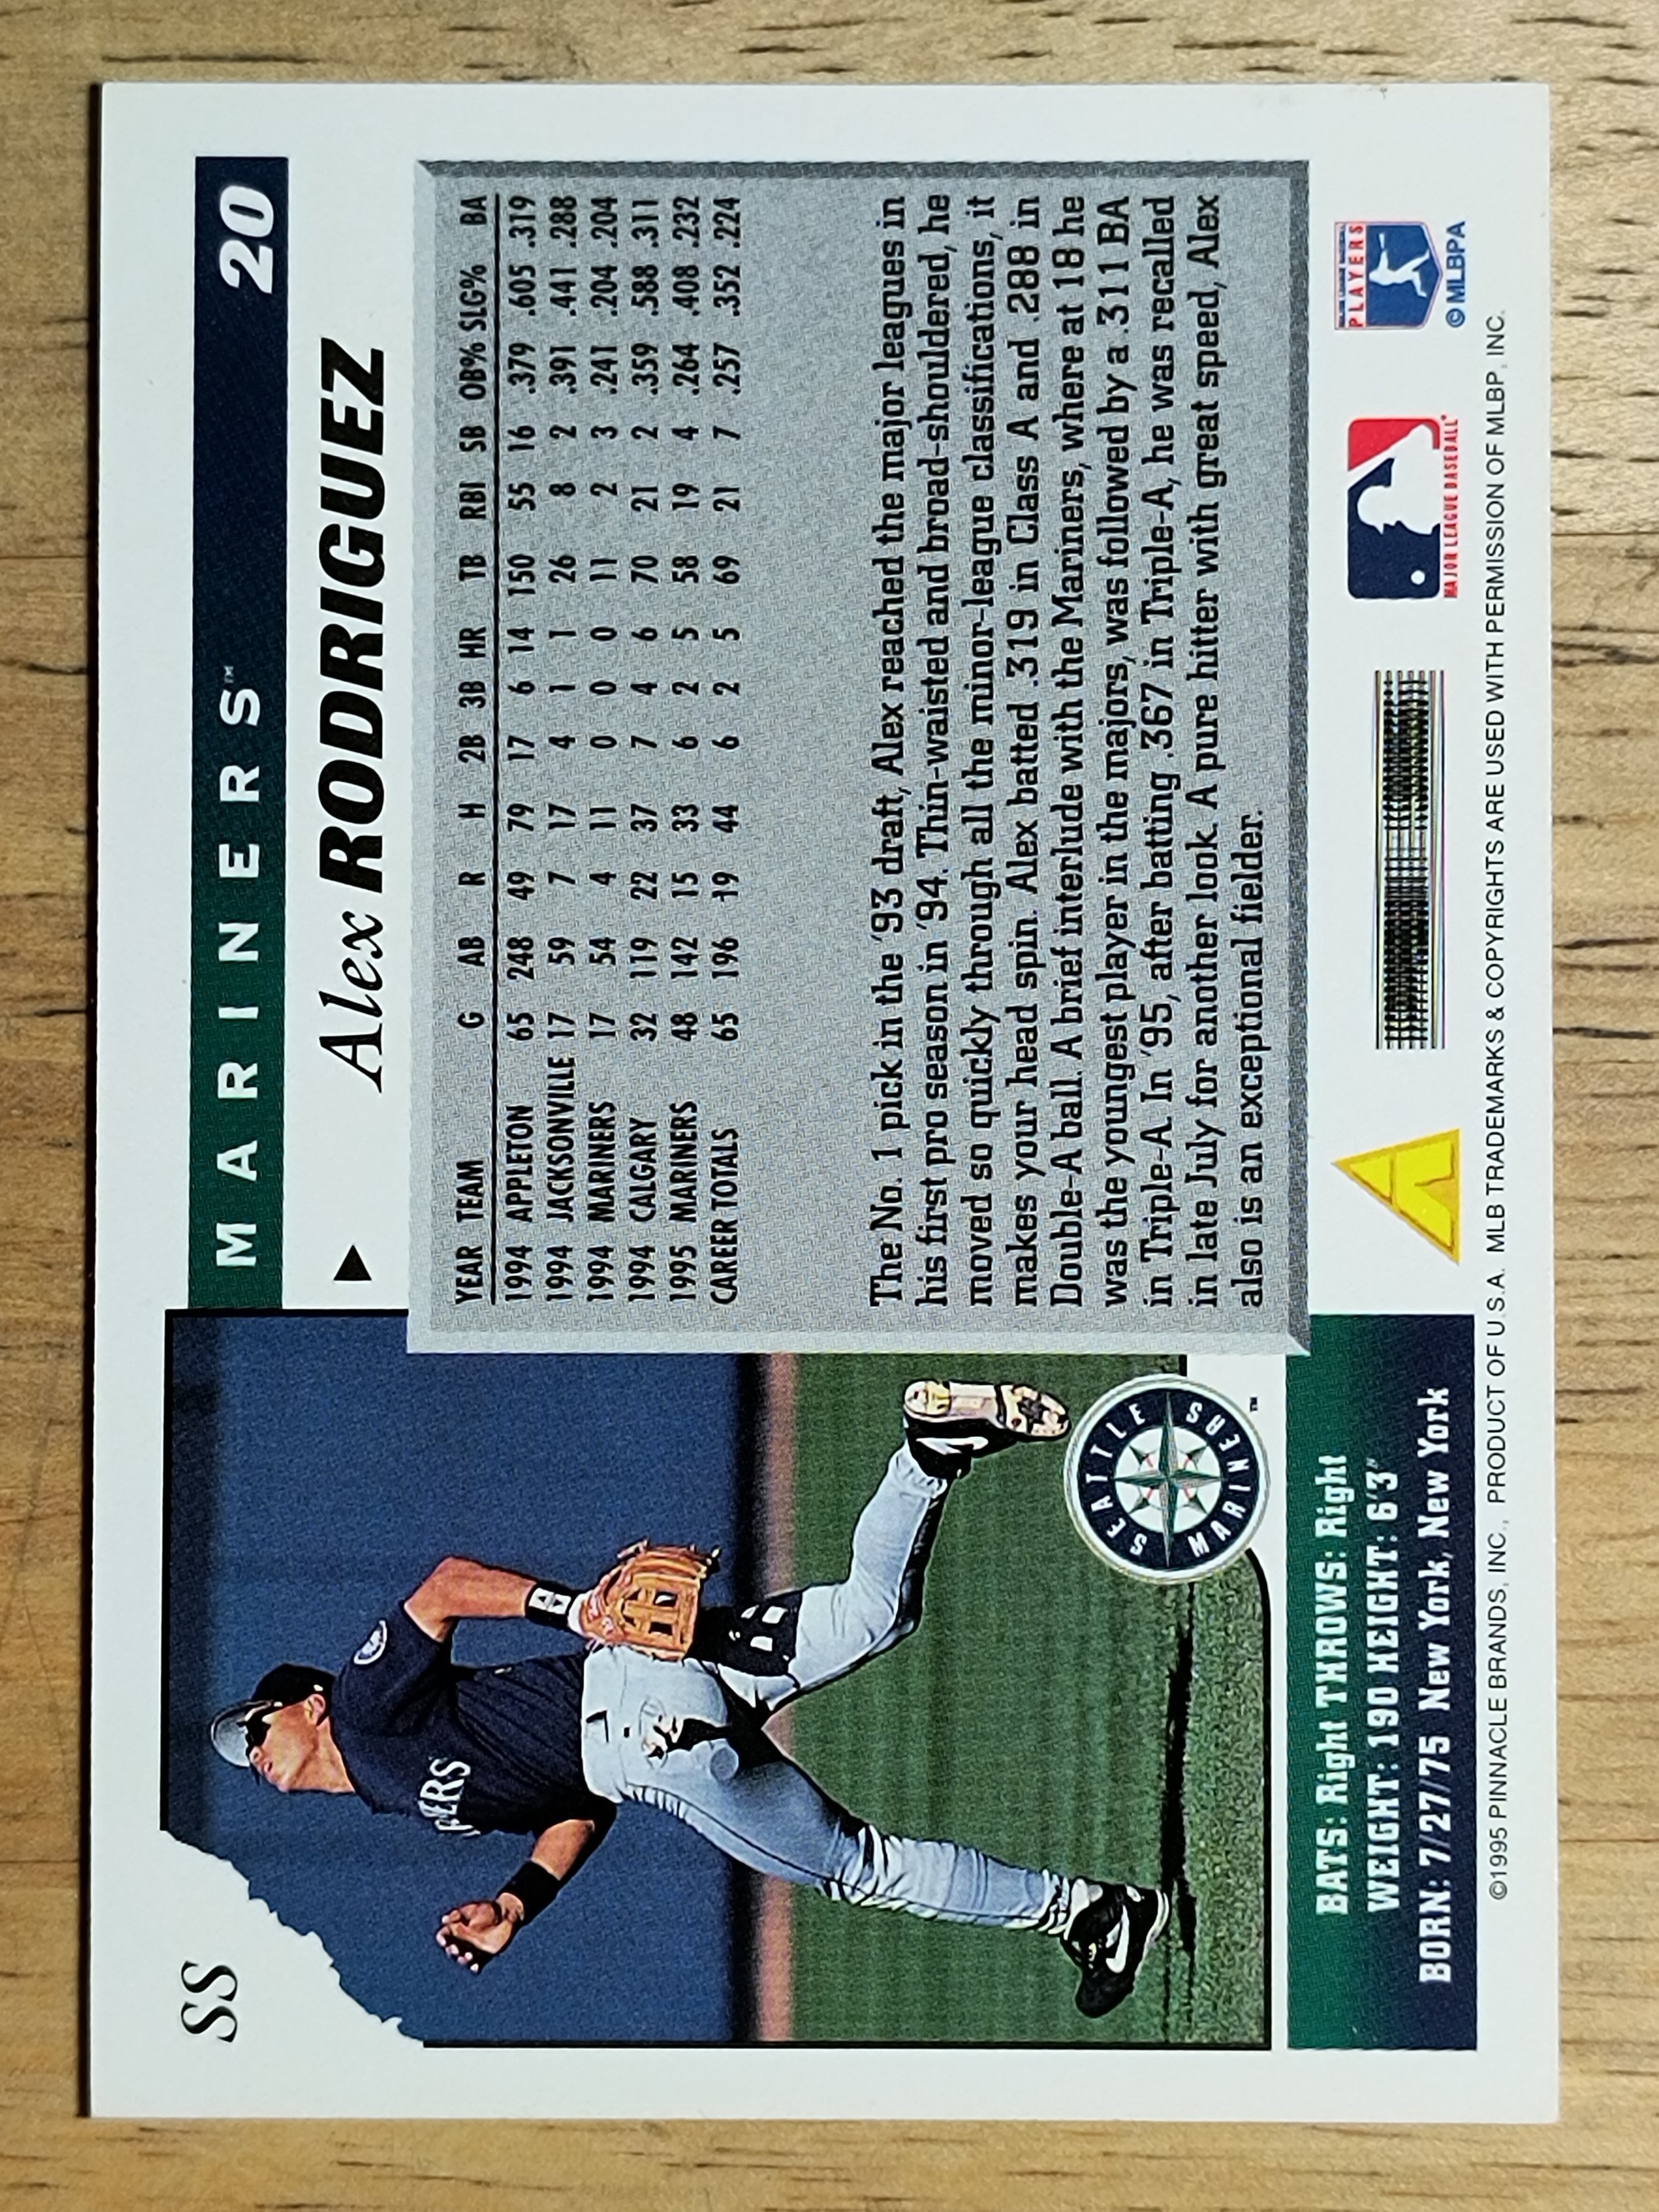 SS
MARINERS™ 20
Alex RODRIGUEZ
YEAR TEAM G AB R H 2B 3B HR TB RBI SB OB% SLG% BA
1994 APPLETON 65 248 49 79 17 6 14 150 55 16 .379 .605 .319
1994 JACKSONVILLE 17 59 7 17 4 1 1 26 8 2 .391 .441 .288
1994 MARINERS 17 54 4 11 0 0 0 11 2 3 .241 .204 .204
1994 CALGARY 32 119 22 37 7 4 6 70 21 2 .359 .588 .311
1995 MARINERS 48 142 15 33 6 2 5 58 19 4 .264 .408 .232
CAREER TOTALS 65 196 19 44 6 2 5 69 21 7 .257 .352 .224
The No. 1 pick in the '93 draft, Alex reached the major leagues in
his first pro season in '94. Thin-waisted and broad-shouldered, he
moved so quickly through all the minor-league classifications, it
makes your head spin. Alex batted .319 in Class A and .288 in
Double-A ball. A brief interlude with the Mariners, where at 18 he
was the youngest player in the majors, was followed by a .311 BA
in Triple-A. In '95, after batting .367 in Triple-A, he was recalled
in late July for another look. A pure hitter with great speed, Alex
also is an exceptional fielder.
ERS
SEATTLE MARINERS™
BATS: Right THROWS: Right
WEIGHT: 190 HEIGHT: 6'3"
BORN: 7/27/75 New York, New York
MAJOR LEAGUE BASEBALL
PLAYERS
©MLBPA
©1995 PINNACLE BRANDS, INC., PRODUCT OF U.S.A. MLB TRADEMARKS & COPYRIGHTS ARE USED WITH PERMISSION OF MLBP, INC.